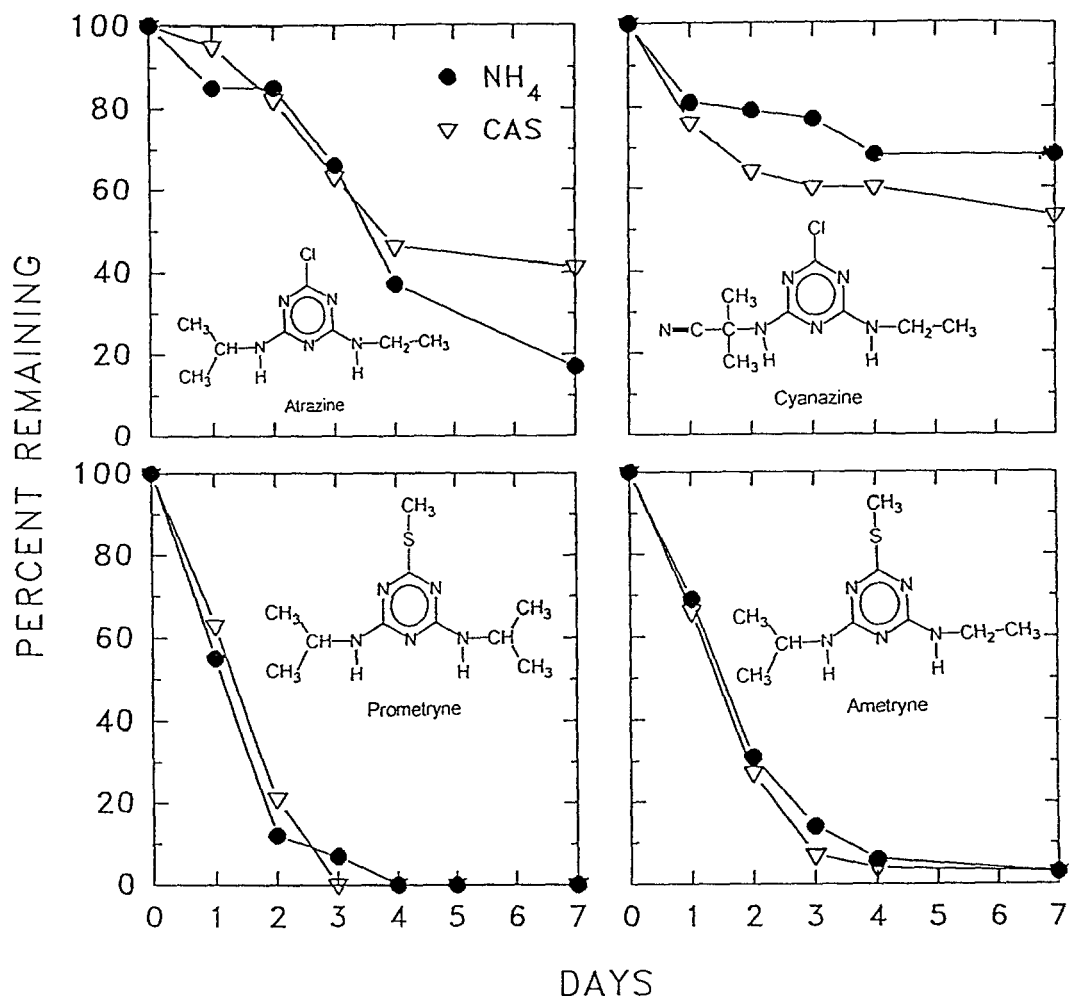 PERCENT REMAINING
100
80
60
40
20
0
NH4
CAS
Cl
N
N
N
CH3
CH3
CH
N
H
N
H
CH2
CH3
Atrazine
Cl
N
N
N
CH3
N
C
C
CH3
N
H
N
H
CH2
CH3
Cyanazine
100
80
60
40
20
0
CH3
S
N
N
N
CH3
CH3
CH
N
H
N
H
CH
CH3
CH3
Prometryne
CH3
S
N
N
N
CH3
CH3
CH
N
H
N
H
CH2
CH3
Ametryne
0 1 2 3 4 5 6 7
0 1 2 3 4 5 6 7
DAYS